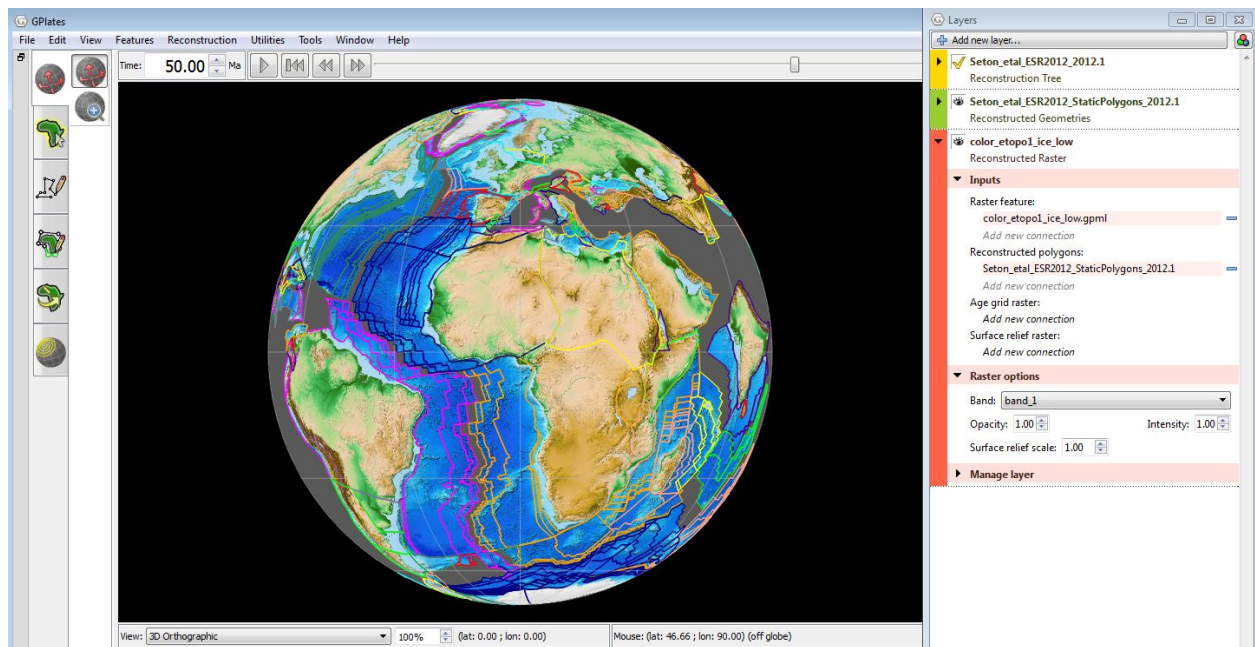 GPlates
File Edit View Features Reconstruction Utilities Tools Window Help
Time: 50.00 Ma
View: 3D Orthographic 100% (lat: 0.00 ; lon: 0.00) Mouse: (lat: 46.66 ; lon: 90.00) (off globe)
Layers
Add new layer...
Seton_etal_ESR2012_2012.1
Reconstruction Tree
Seton_etal_ESR2012_StaticPolygons_2012.1
Reconstructed Geometries
color_etopo1_ice_low
Reconstructed Raster
Inputs
Raster feature:
color_etopo1_ice_low.gpml
Add new connection
Reconstructed polygons:
Seton_etal_ESR2012_StaticPolygons_2012.1
Add new connection
Age grid raster:
Add new connection
Surface relief raster:
Add new connection
Raster options
Band: band_1
Opacity: 1.00 Intensity: 1.00
Surface relief scale: 1.00
Manage layer